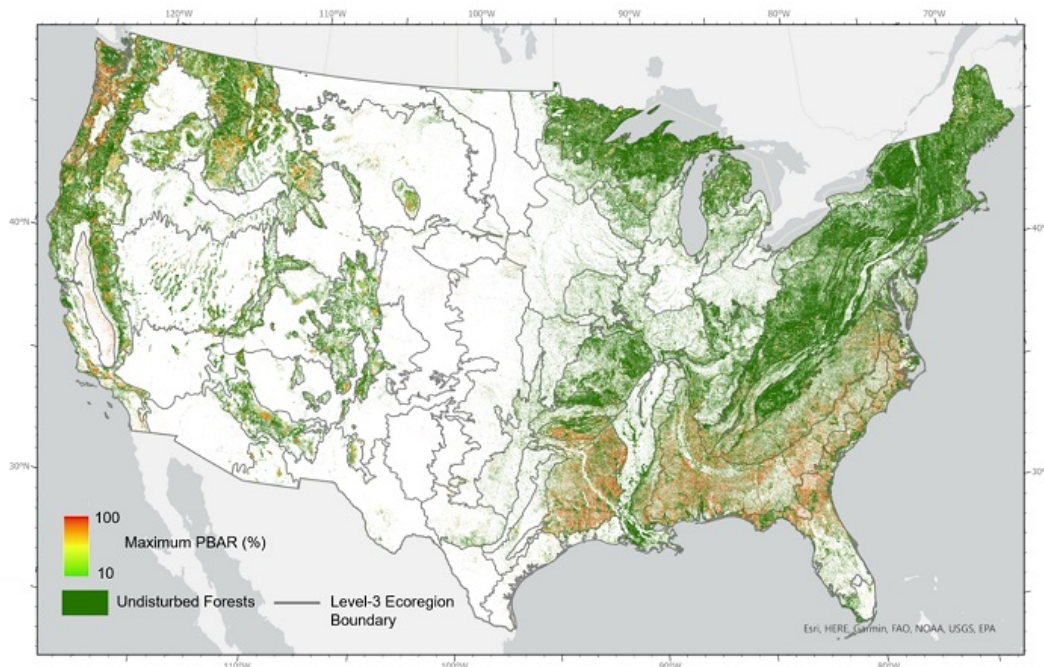 120°W 110°W 100°W 90°W 80°W 70°W
40°N 40°
30°N 30°
100
Maximum PBAR (%)
10
Undisturbed Forests
Level-3 Ecoregion
Boundary
Esri, HERE, Garmin, FAO, NOAA, USGS, EPA
110°W 100°W 90°W 80°W